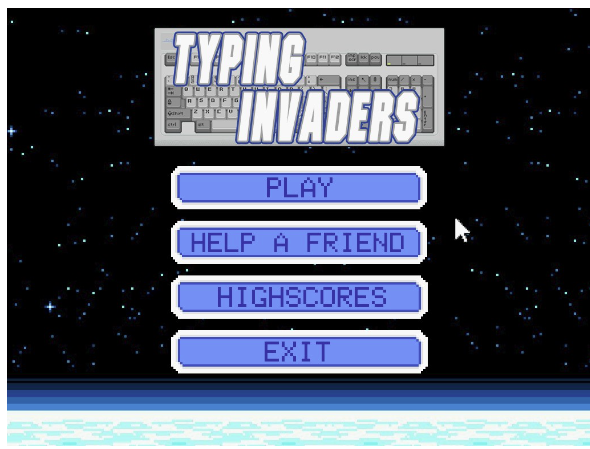 TYPING
INVADERS
PLAY
HELP A FRIEND
HIGHSCORES
EXIT